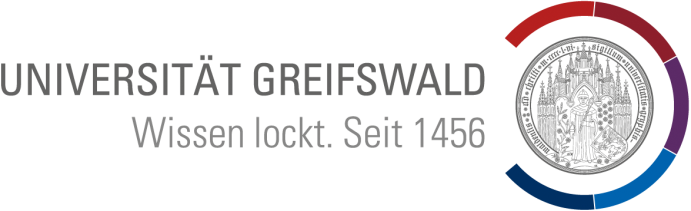 UNIVERSITÄT GREIFSWALD
Wissen lockt. Seit 1456